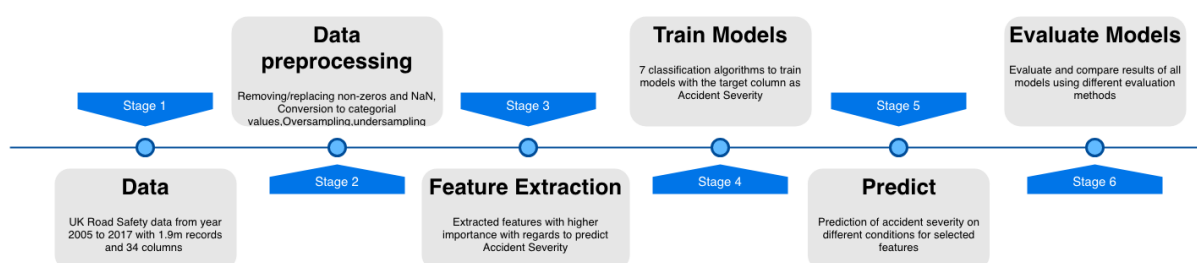 Stage 1
Data
UK Road Safety data from year
2005 to 2017 with 1.9m records
and 34 columns
Data
preprocessing
Removing/replacing non-zeros and NaN,
Conversion to categorial
values,Oversampling,undersampling
Stage 2
Stage 3
Feature Extraction
Extracted features with higher
importance with regards to predict
Accident Severity
Train Models
7 classification algorithms to train
models with the target column as
Accident Severity
Stage 4
Stage 5
Predict
Prediction of accident severity on
different conditions for selected
features
Evaluate Models
Evaluate and compare results of all
models using different evaluation
methods
Stage 6